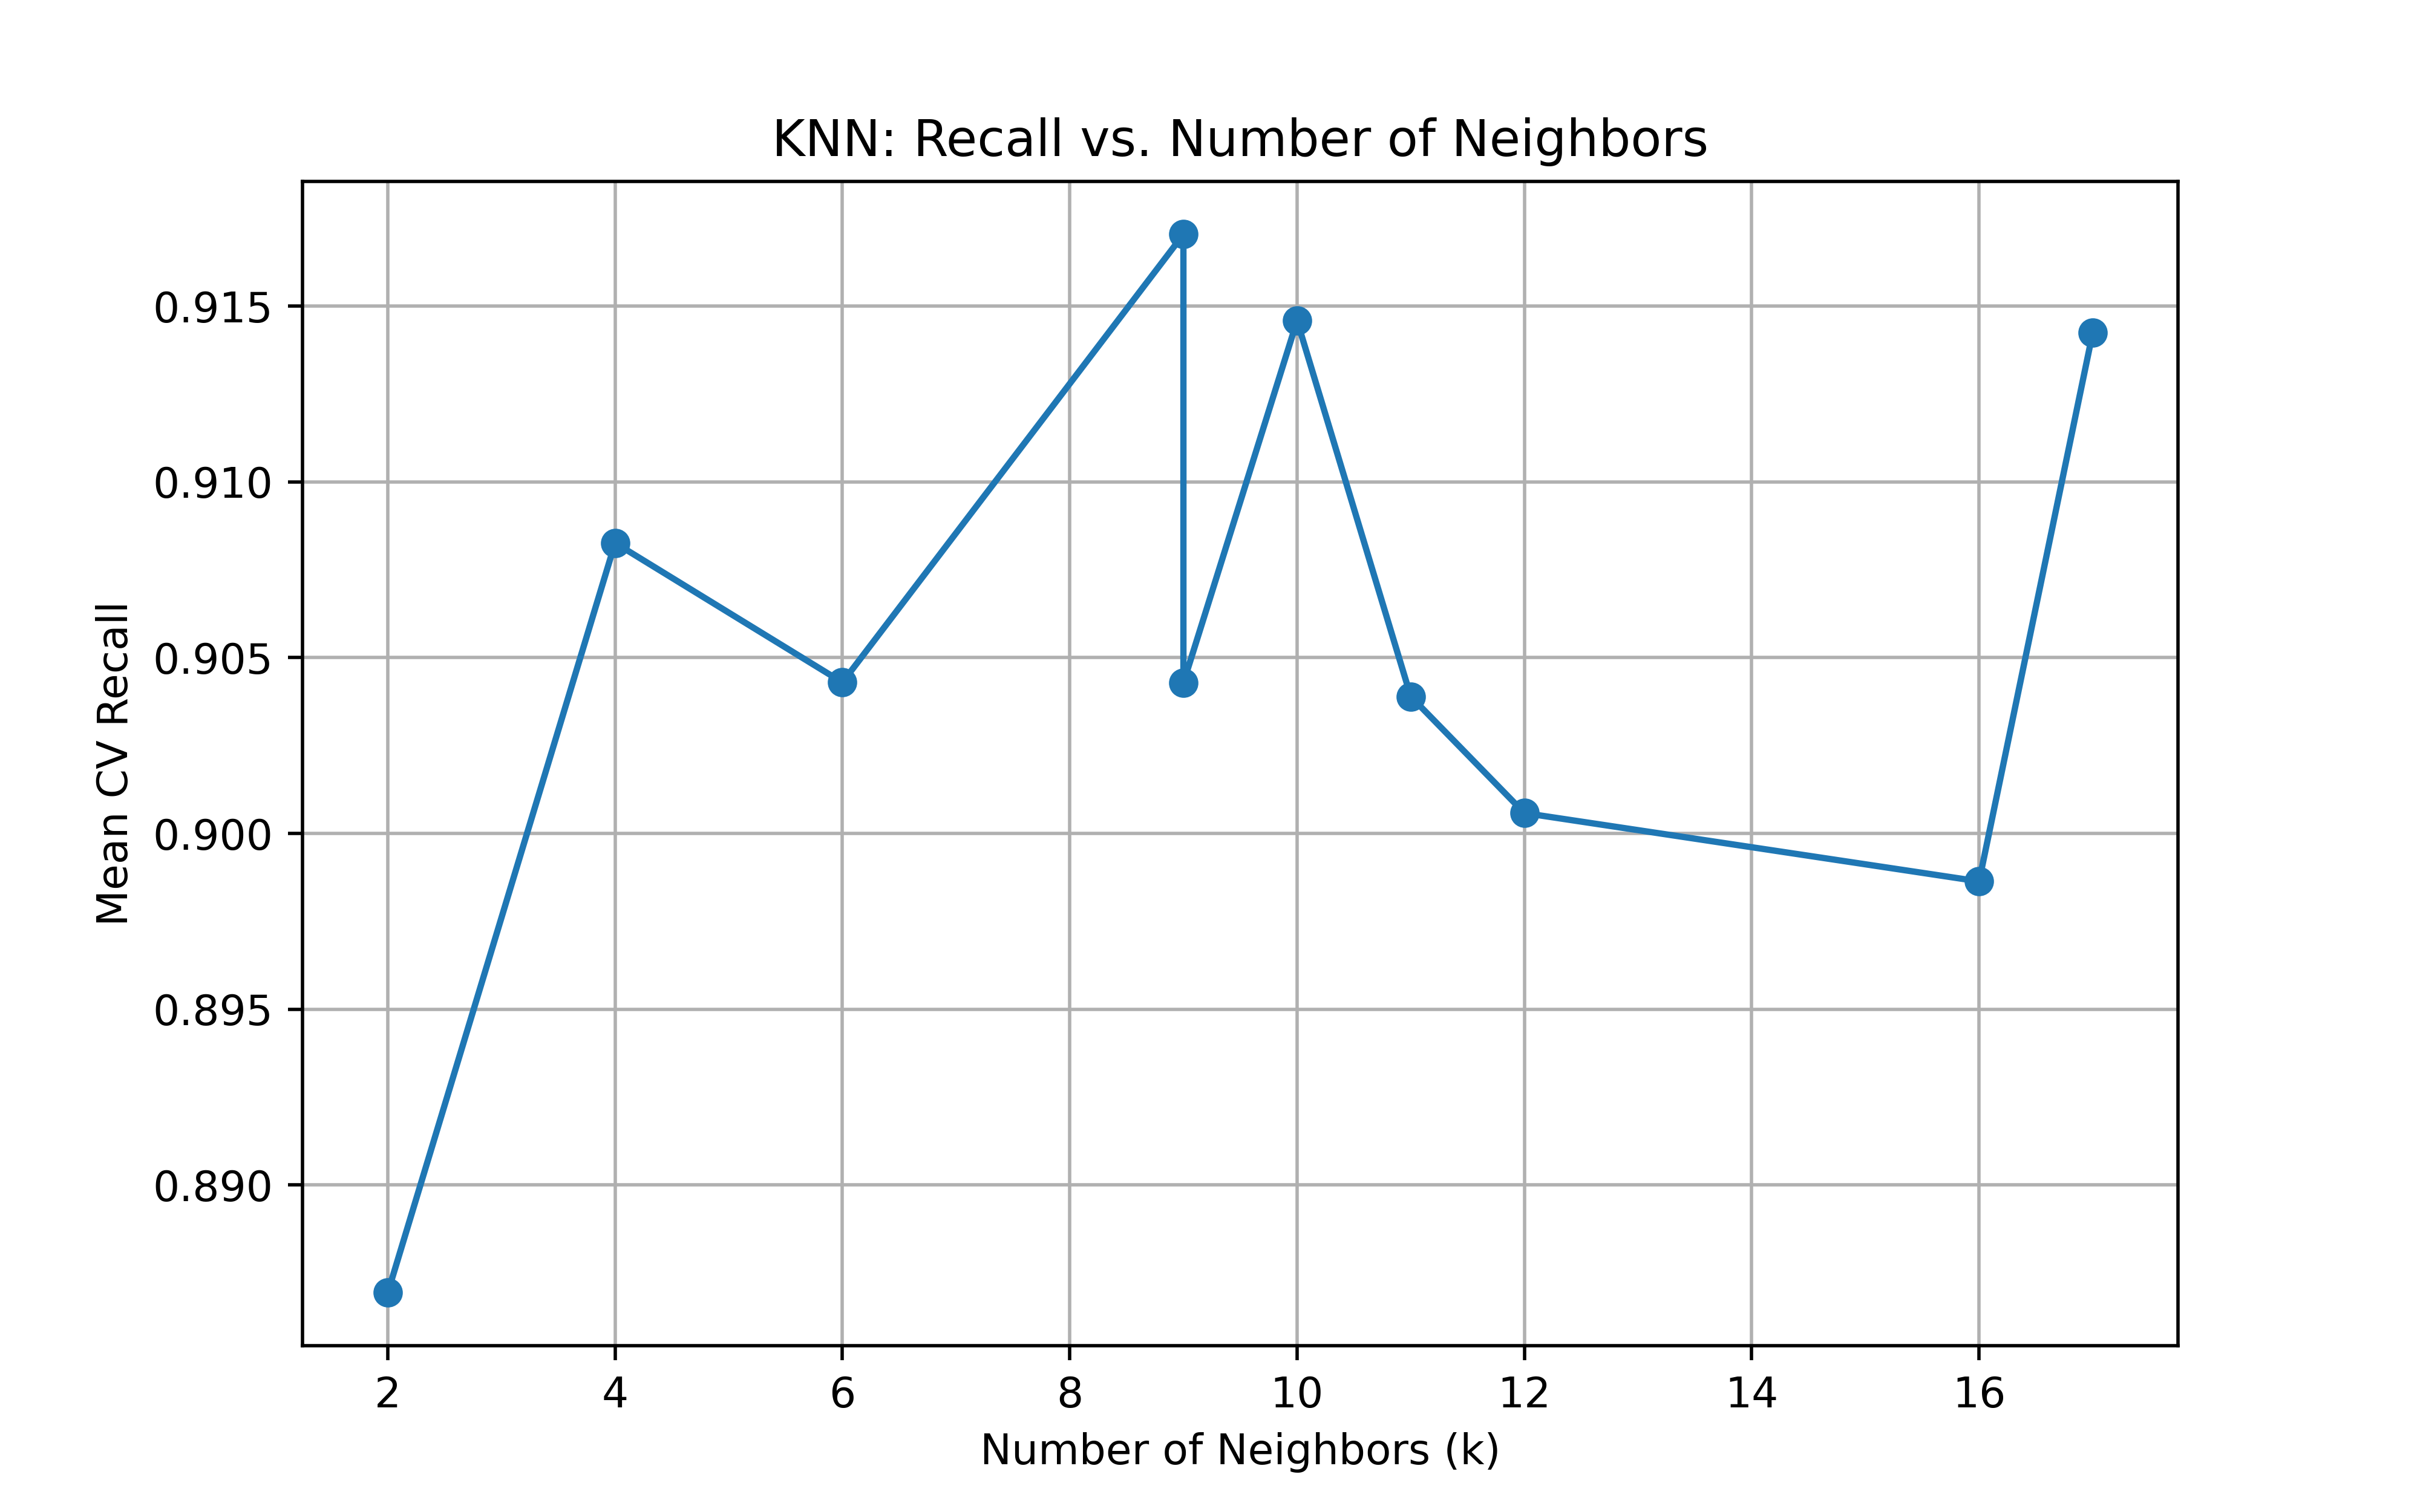 KNN: Recall vs. Number of Neighbors
Mean CV Recall
0.915
0.910
0.905
0.900
0.895
0.890
2 4 6 8 10 12 14 16
Number of Neighbors (k)